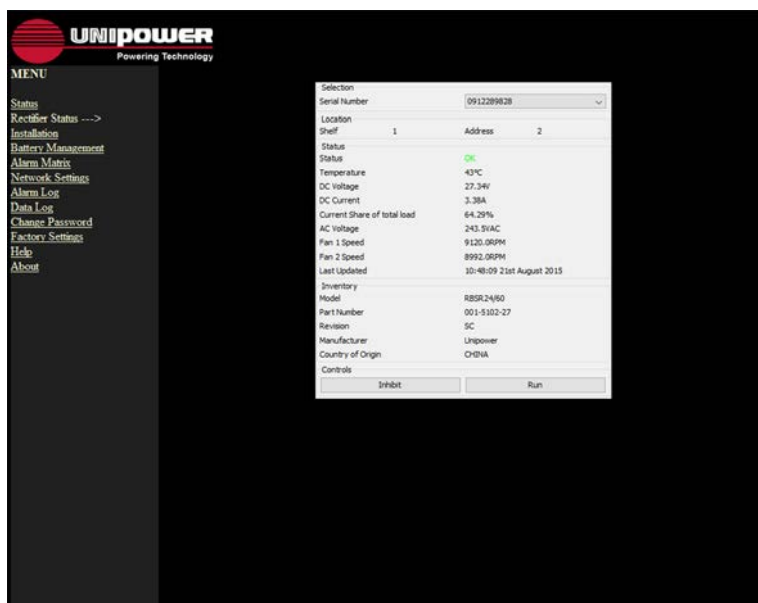 UNIPOWER
Powering Technology
MENU
Status
Rectifier Status --->
Installation
Battery Management
Alarm Matrix
Network Settings
Alarm Log
Data Log
Change Password
Factory Settings
Help
About
Selection
Serial Number 0912289828
Location
Shelf 1 Address 2
Status
Status OK
Temperature 43°C
DC Voltage 27.34V
DC Current 3.38A
Current Share of total load 64.29%
AC Voltage 243.5VAC
Fan 1 Speed 9120.0RPM
Fan 2 Speed 8992.0RPM
Last Updated 10:48:09 21st August 2015
Inventory
Model RBSR24/60
Part Number 001-5102-27
Revision SC
Manufacturer Unipower
Country of Origin CHINA
Controls
Inhibit Run